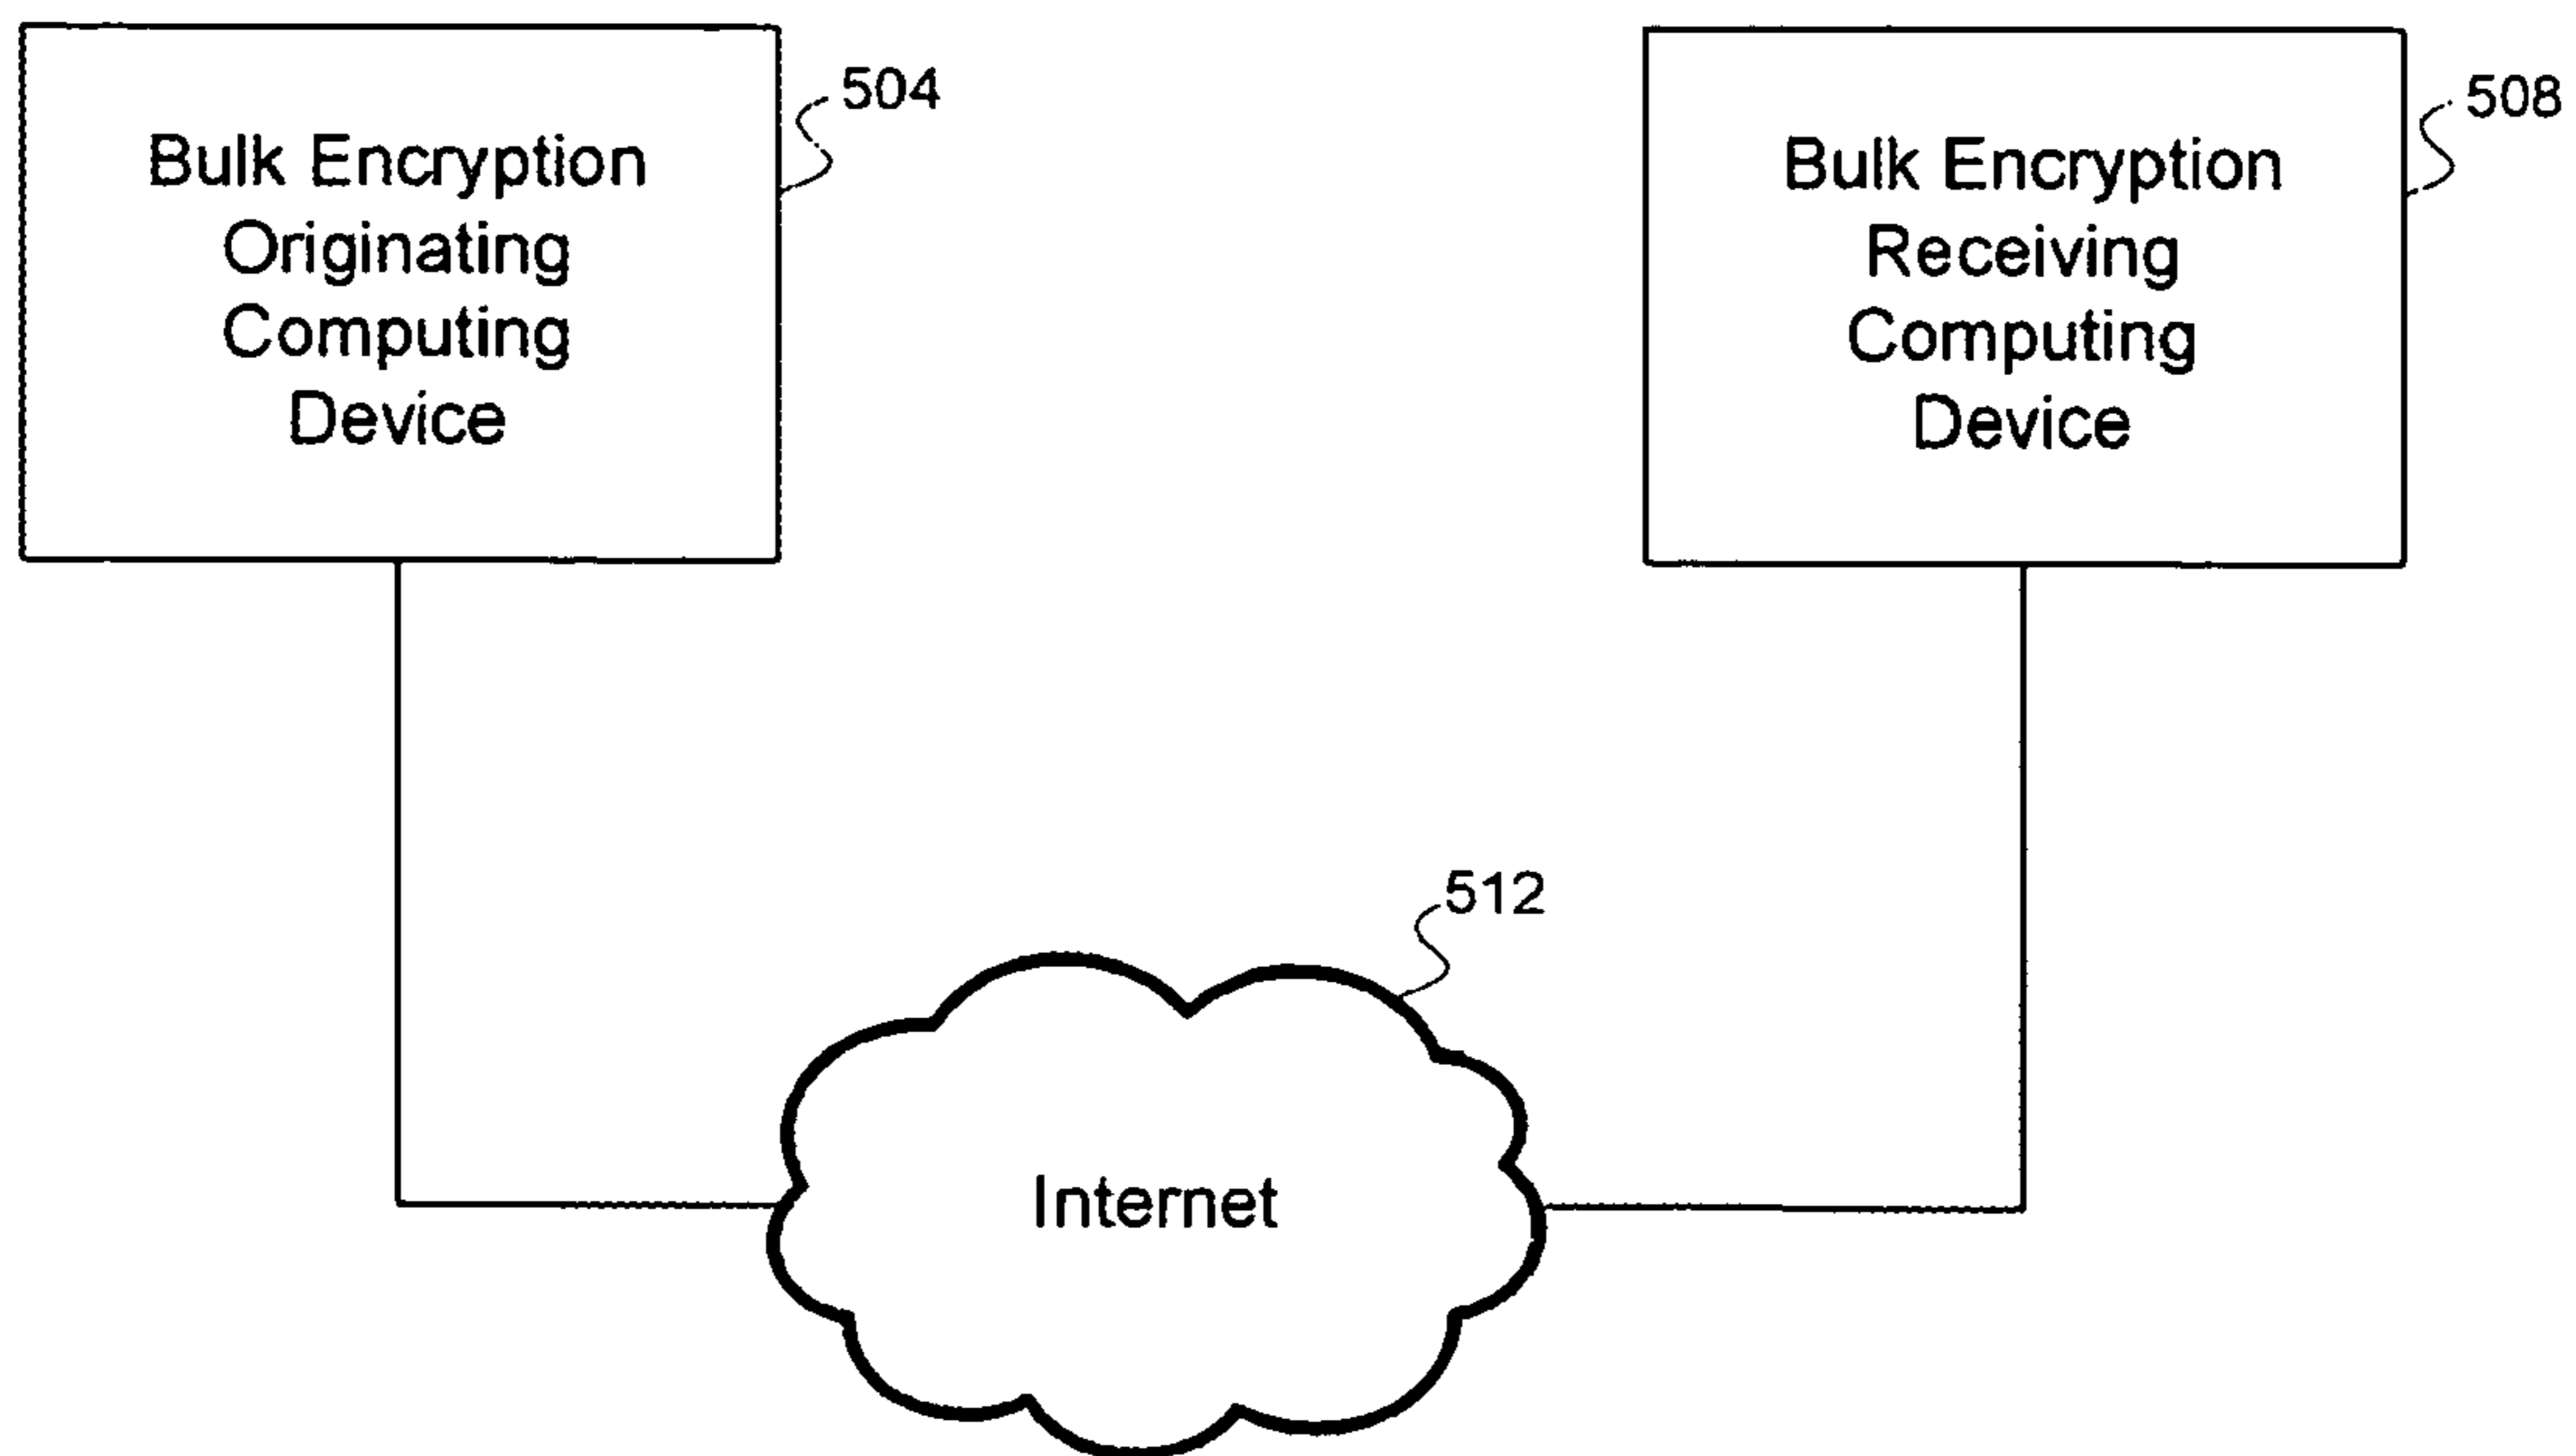 Bulk Encryption
Originating
Computing
Device
504
Bulk Encryption
Receiving
Computing
Device
508
512
Internet